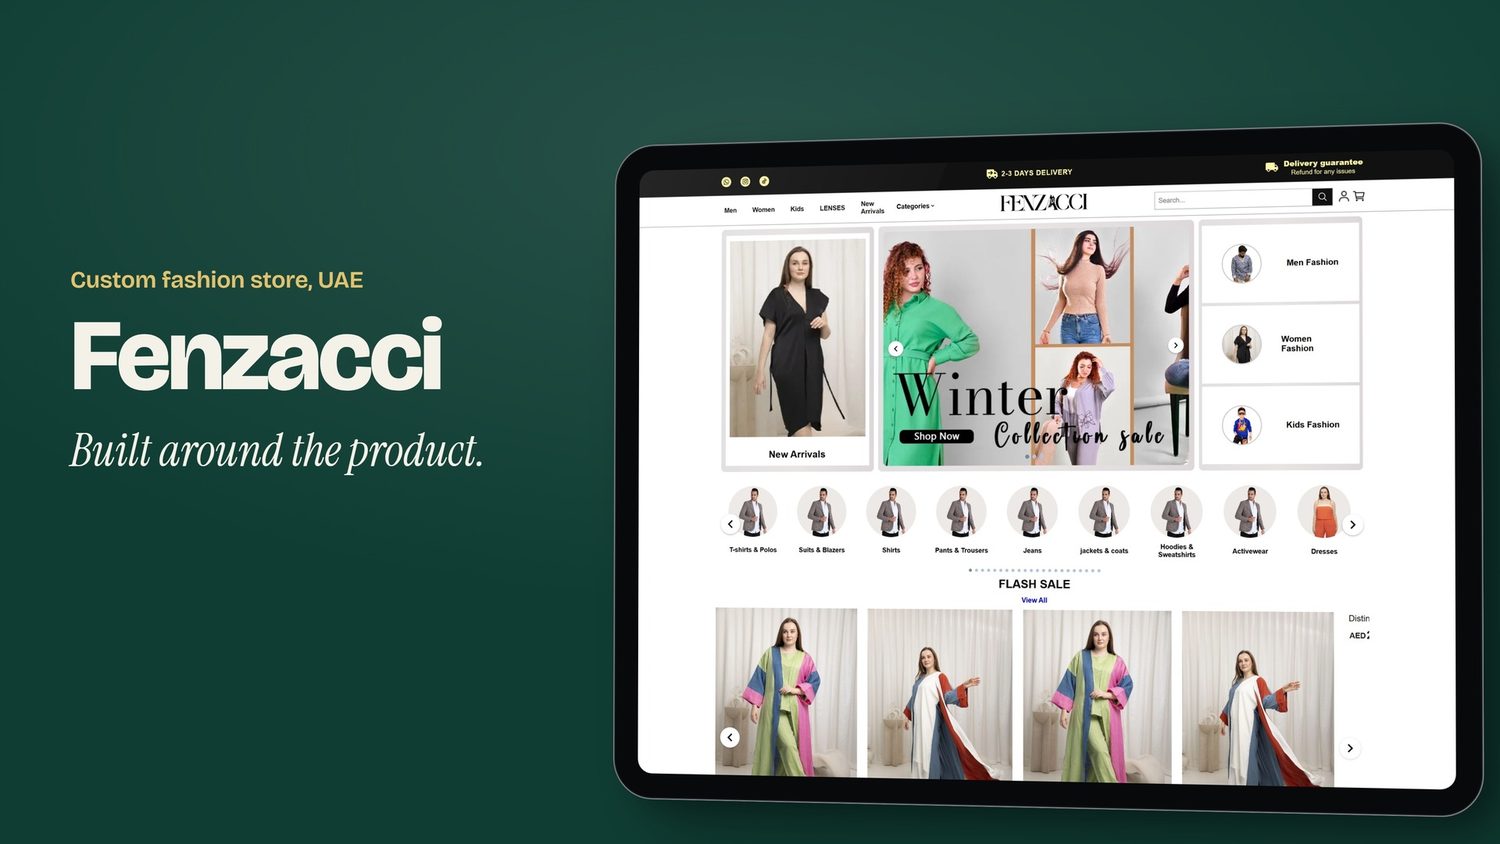 Custom fashion store, UAE
Fenzacci
Built around the product.
2-3 DAYS DELIVERY
Delivery guarantee
Refund for any issues
Men
Women
Kids
LENSES
New
Arrivals
Categories
FENZACCI
Search...
New Arrivals
Winter
Collection sale
Shop Now
Men Fashion
Women
Fashion
Kids Fashion
T-shirts & Polos
Suits & Blazers
Shirts
Pants & Trousers
Jeans
jackets & coats
Hoodies &
Sweatshirts
Activewear
Dresses
FLASH SALE
View All
Distin
AED